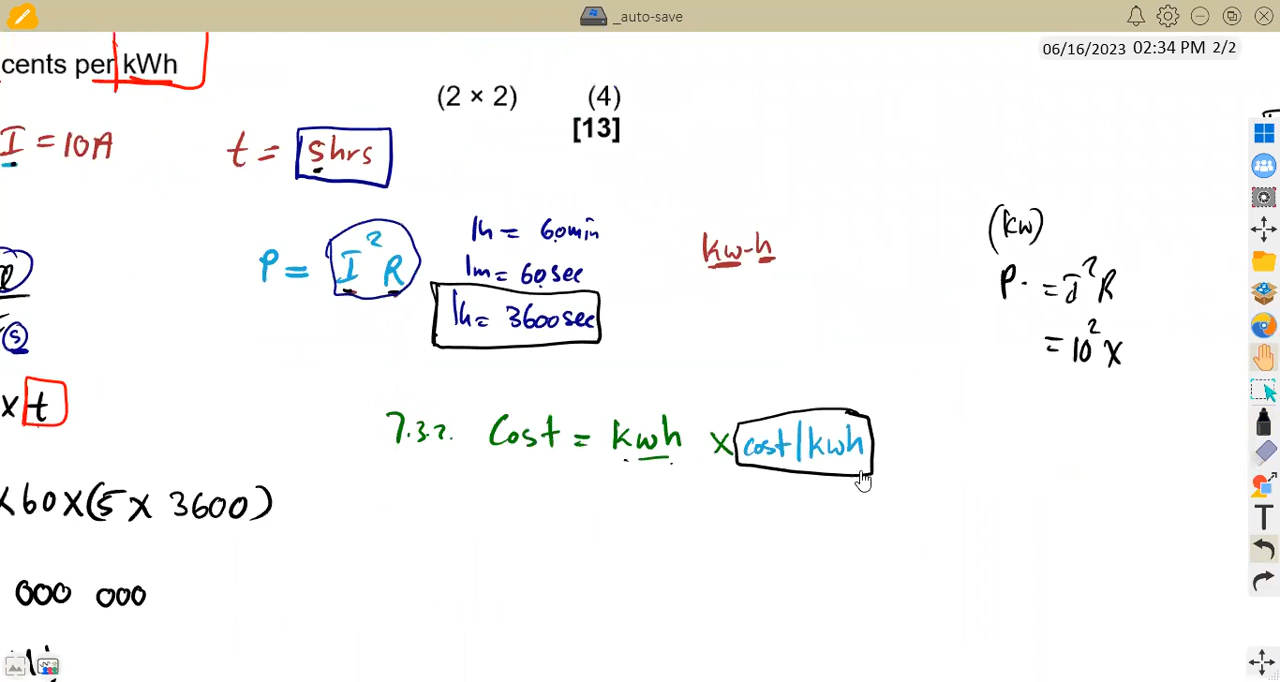 _auto-save
06/16/2023 02:34 PM 2/2
cents per kWh
(2 × 2) (4)
[13]
I = 10A t = 5hrs
P = I²R
1h = 60min
1m = 60sec
1h = 3600sec
kw-h
(kw)
P. = I²R
= 10² x
s
x t
7.3.2. Cost = kwh x cost/kwh
x 60 x (5 x 3600)
000 000
T